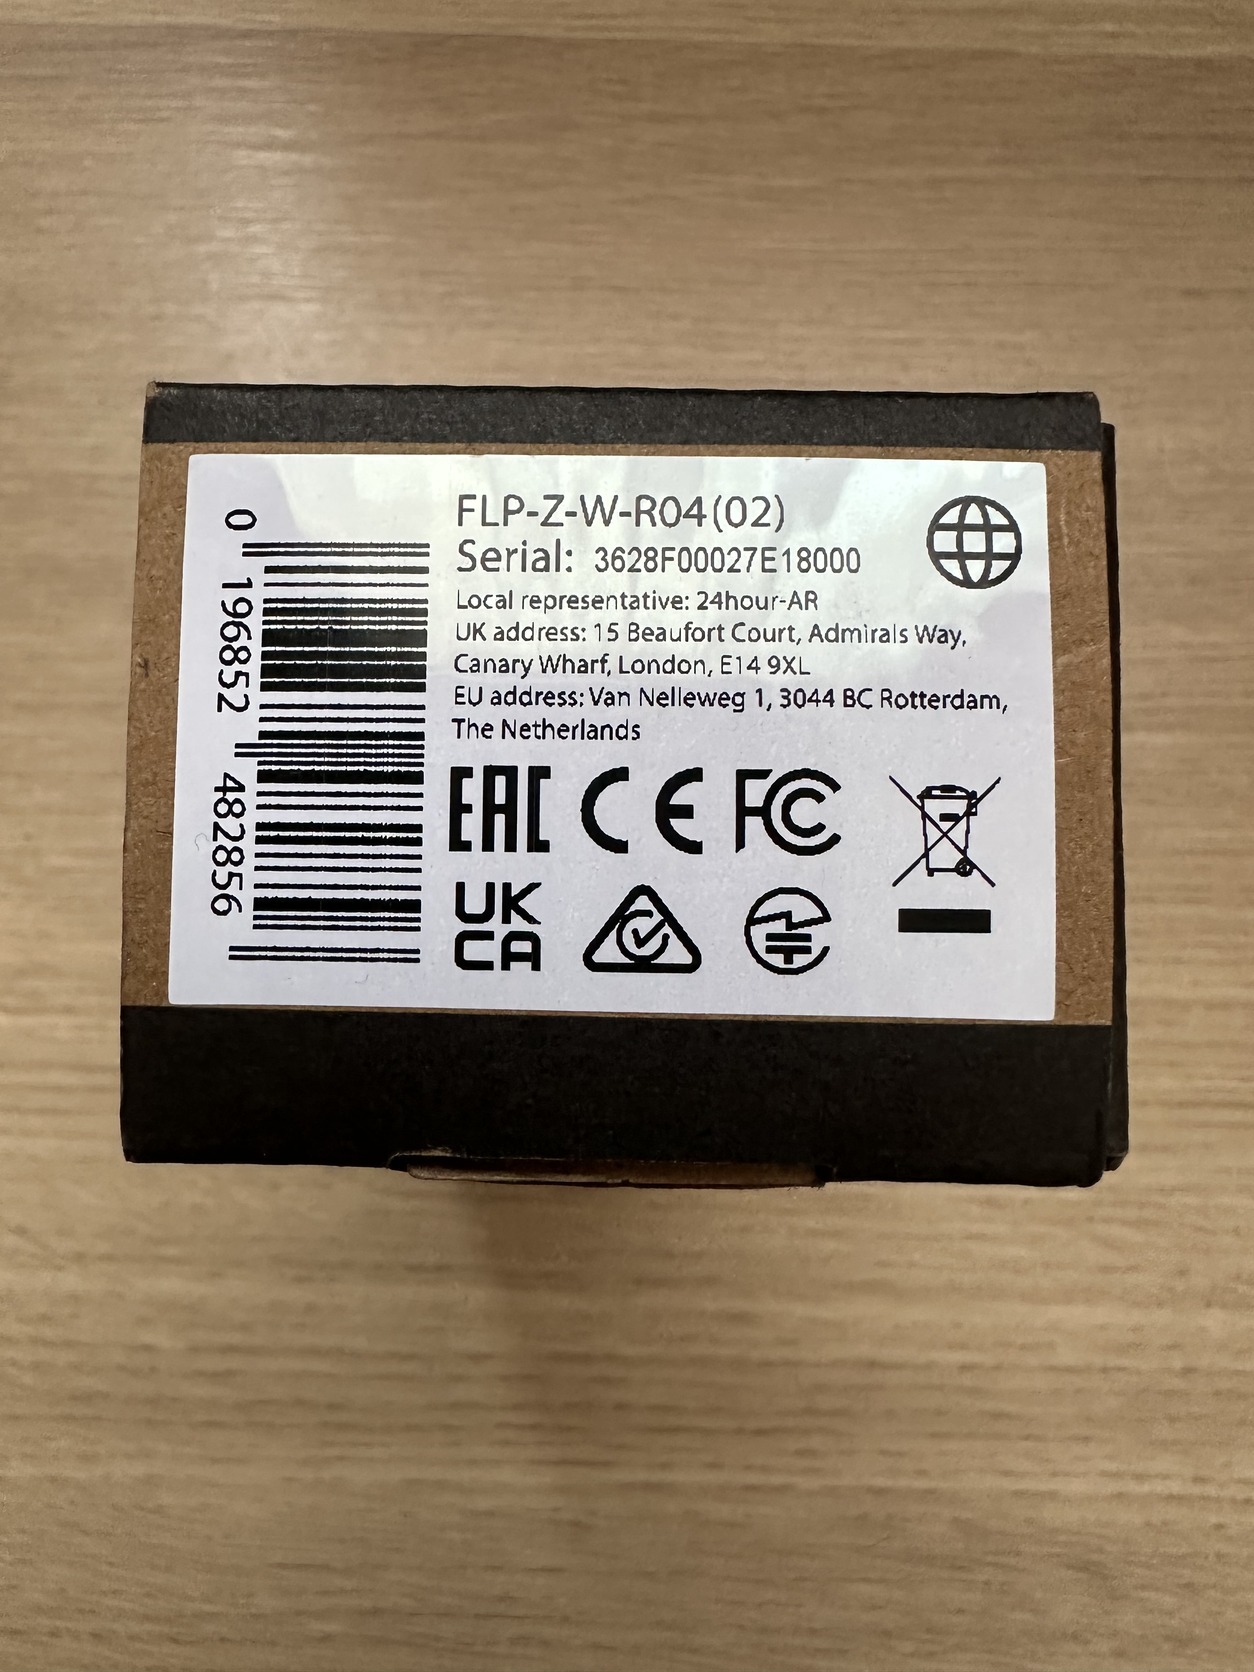 FLP-Z-W-R04(02)
Serial: 3628F00027E18000
Local representative: 24hour-AR
UK address: 15 Beaufort Court, Admirals Way,
Canary Wharf, London, E14 9XL
EU address: Van Nelleweg 1, 3044 BC Rotterdam,
The Netherlands
EAC CE FC
UK
CA
0 196852 482856